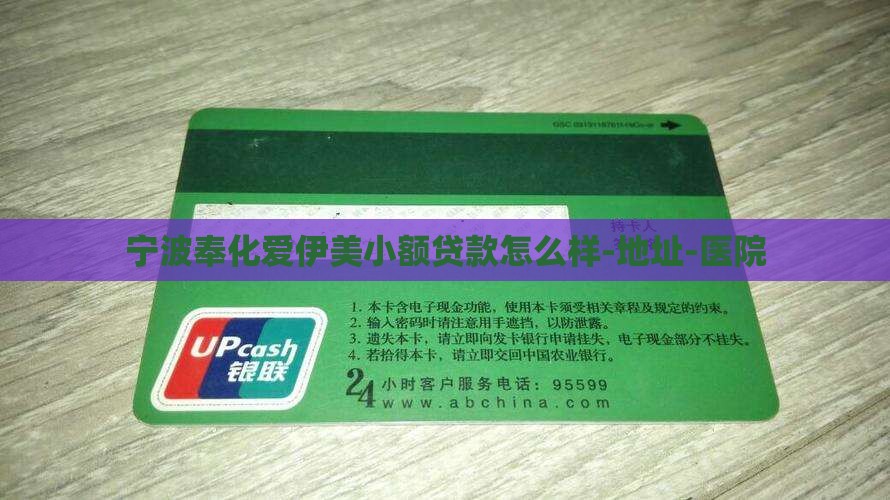 宁波奉化爱伊美小额贷款怎么样-地址-医院
1. 本卡含电子现金功能，使用本卡须受相关章程及规定的约束。
2. 输入密码时请注意用手遮挡，以防泄露。
3. 遗失本卡，请立即向发卡银行申请挂失，电子现金部分不挂失。
4. 若拾得本卡，请立即交回中国农业银行。
UPcash
银联
24小时客户服务电话：95599
www.abchina.com